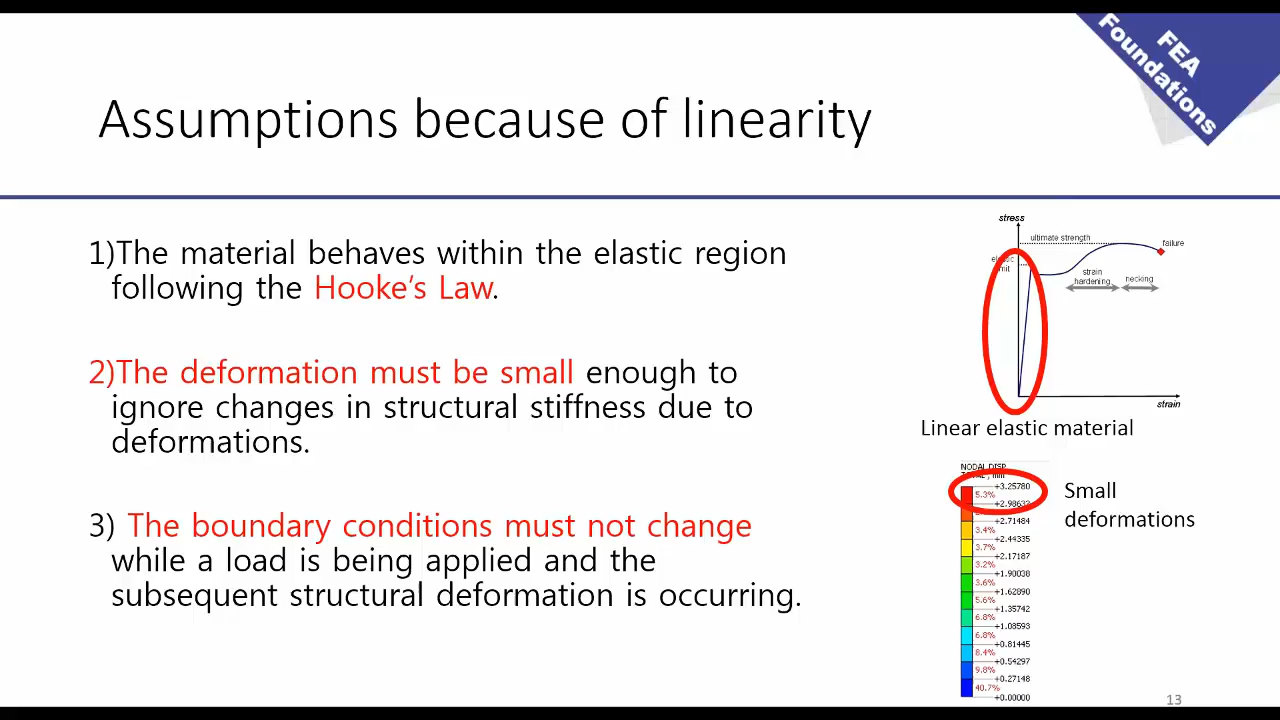 FEA
Foundations
Assumptions because of linearity
1)The material behaves within the elastic region
following the Hooke's Law.
2)The deformation must be small enough to
ignore changes in structural stiffness due to
deformations.
3) The boundary conditions must not change
while a load is being applied and the
subsequent structural deformation is occurring.
stress
ultimate strength
failure
strain
hardening
necking
strain
Linear elastic material
NODAL DISP
+3.25780
5.3%
+2.98632
+2.71484
3.4%
+2.44335
3.7%
+2.17187
3.2%
+1.90038
3.6%
+1.62890
5.6%
+1.35742
6.8%
+1.08593
6.8%
+0.81445
8.4%
+0.54297
9.8%
+0.27148
40.7%
+0.00000
Small
deformations
13